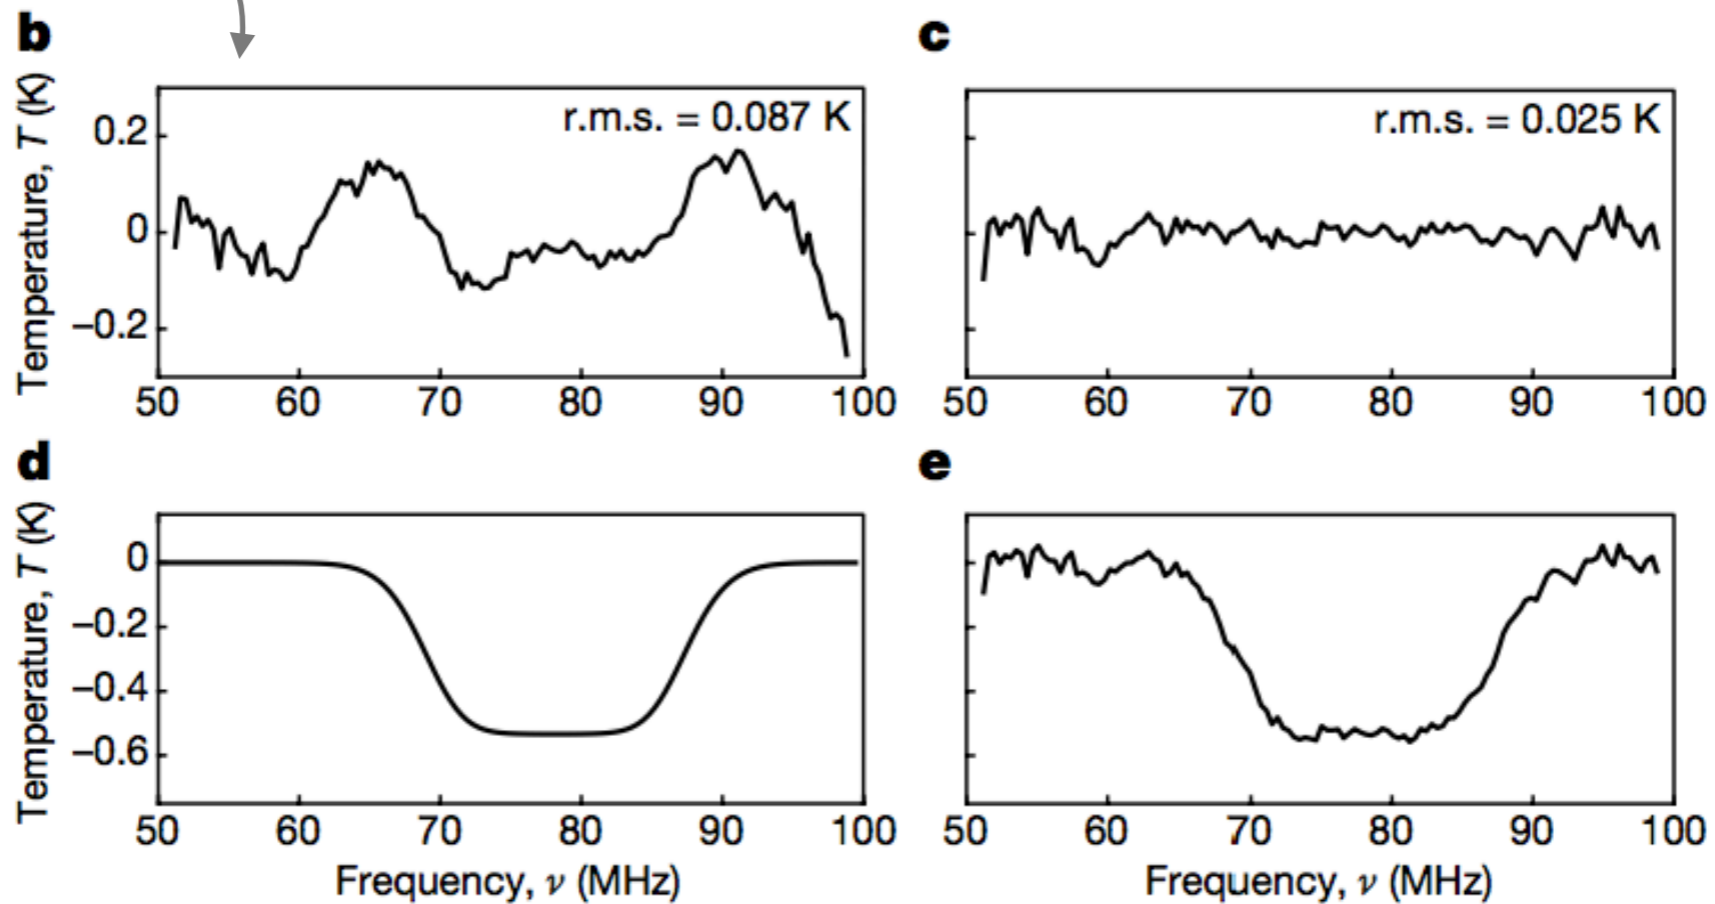 b
c
Temperature, T (K)
r.m.s. = 0.087 K
r.m.s. = 0.025 K
0.2
0
−0.2
50 60 70 80 90 100
50 60 70 80 90 100
d
e
Temperature, T (K)
0
−0.2
−0.4
−0.6
50 60 70 80 90 100
50 60 70 80 90 100
Frequency, ν (MHz)
Frequency, ν (MHz)